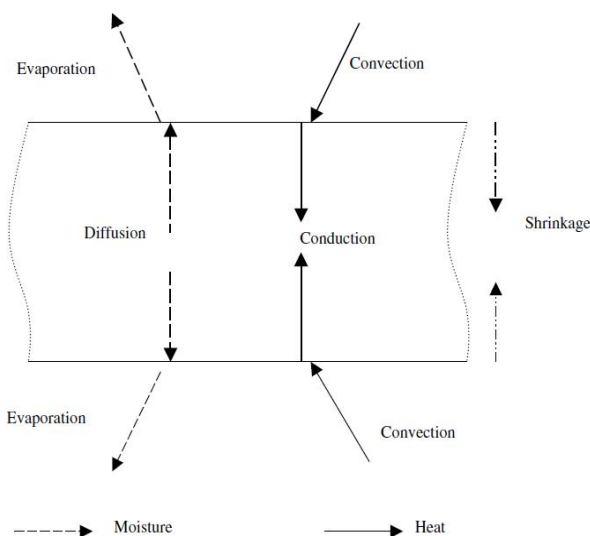 Evaporation
Convection
Diffusion
Conduction
Shrinkage
Evaporation
Convection
Moisture
Heat